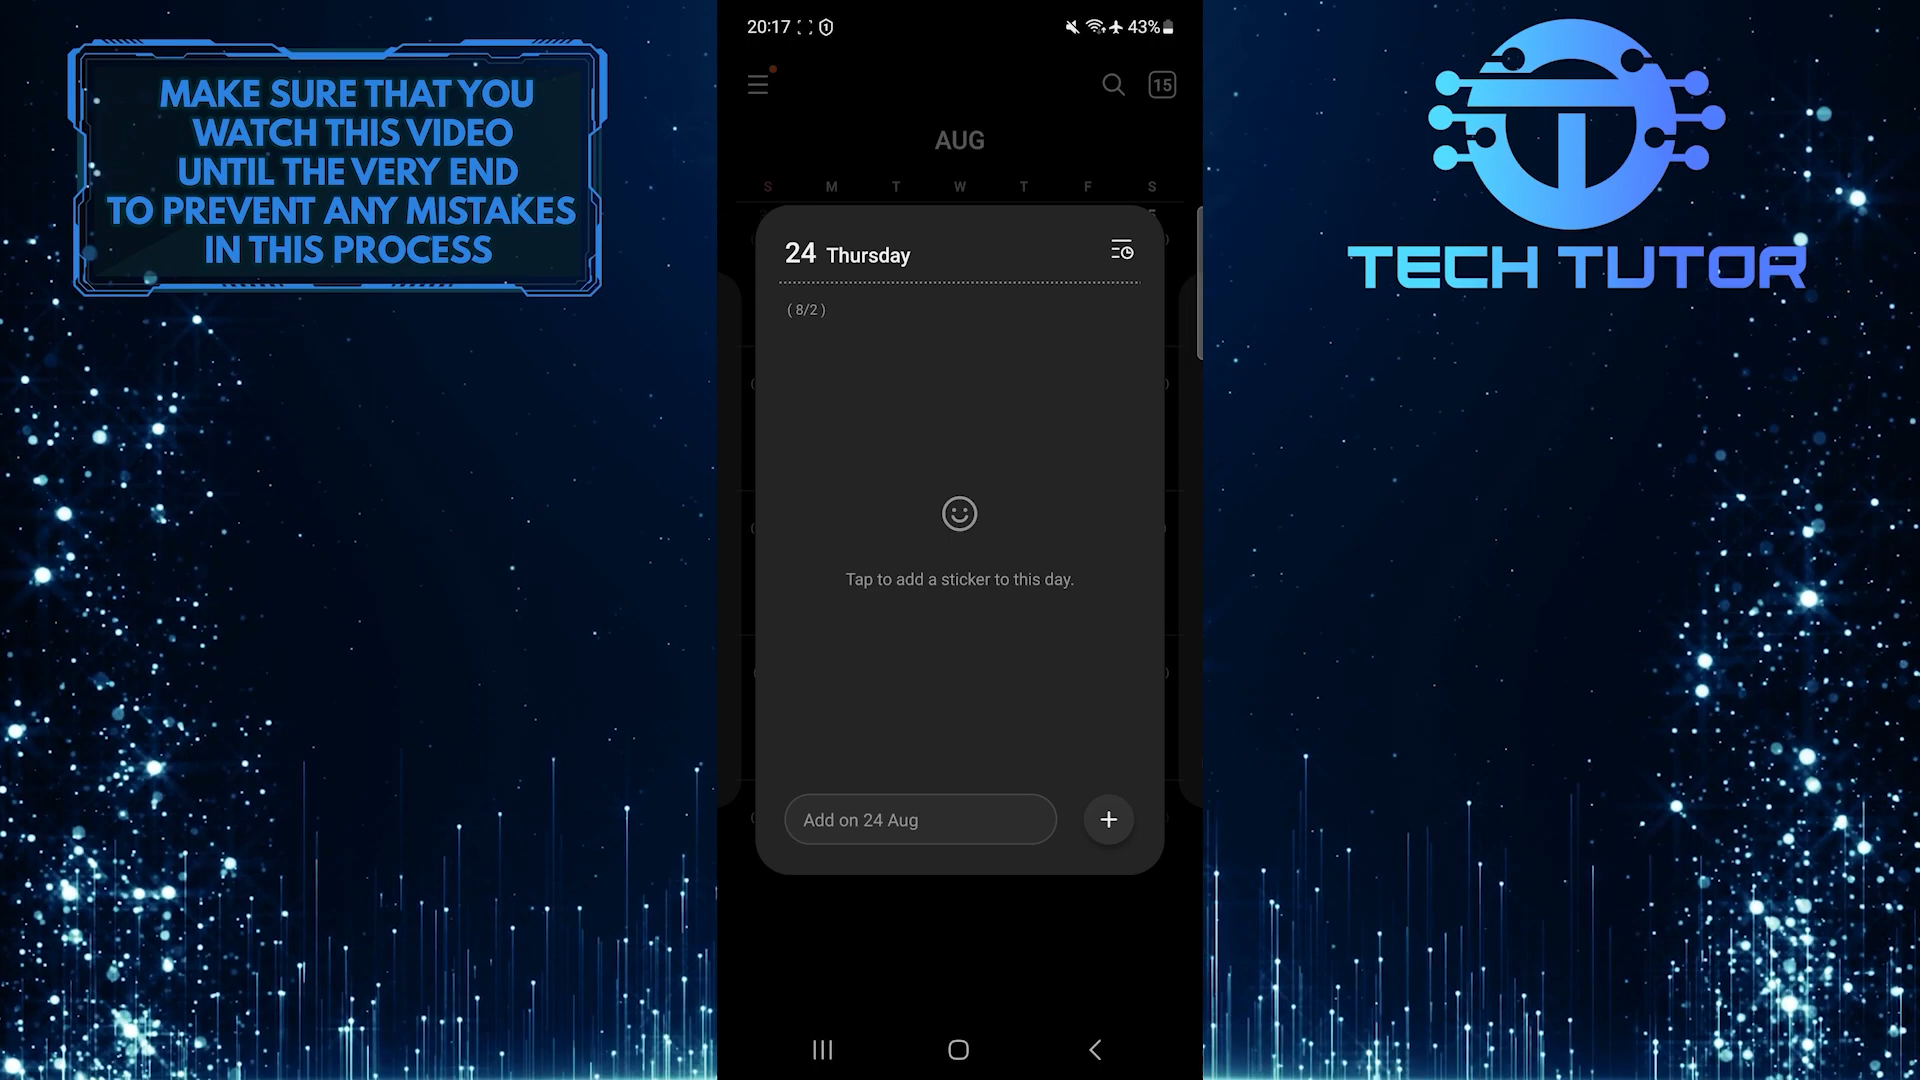 MAKE SURE THAT YOU
WATCH THIS VIDEO
UNTIL THE VERY END
TO PREVENT ANY MISTAKES
IN THIS PROCESS
20:17
43%
15
AUG
S M T W T F S
24 Thursday
( 8/2 )
Tap to add a sticker to this day.
Add on 24 Aug
TECH TUTOR